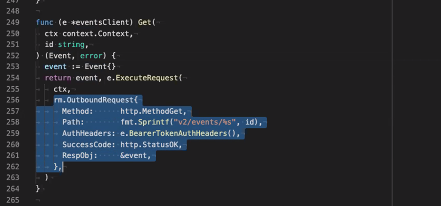 247 }
248
249 func (e *eventsClient) Get(
250 ctx context.Context,
251 id string,
252 ) (Event, error) {
253 event := Event{}
254 return event, e.ExecuteRequest(
255 ctx,
256 rm.OutboundRequest{
257 Method: http.MethodGet,
258 Path: fmt.Sprintf("v2/events/%s", id),
259 AuthHeaders: e.BearerTokenAuthHeaders(),
260 SuccessCode: http.StatusOK,
261 RespObj: &event,
262 },
263 )
264 }
265